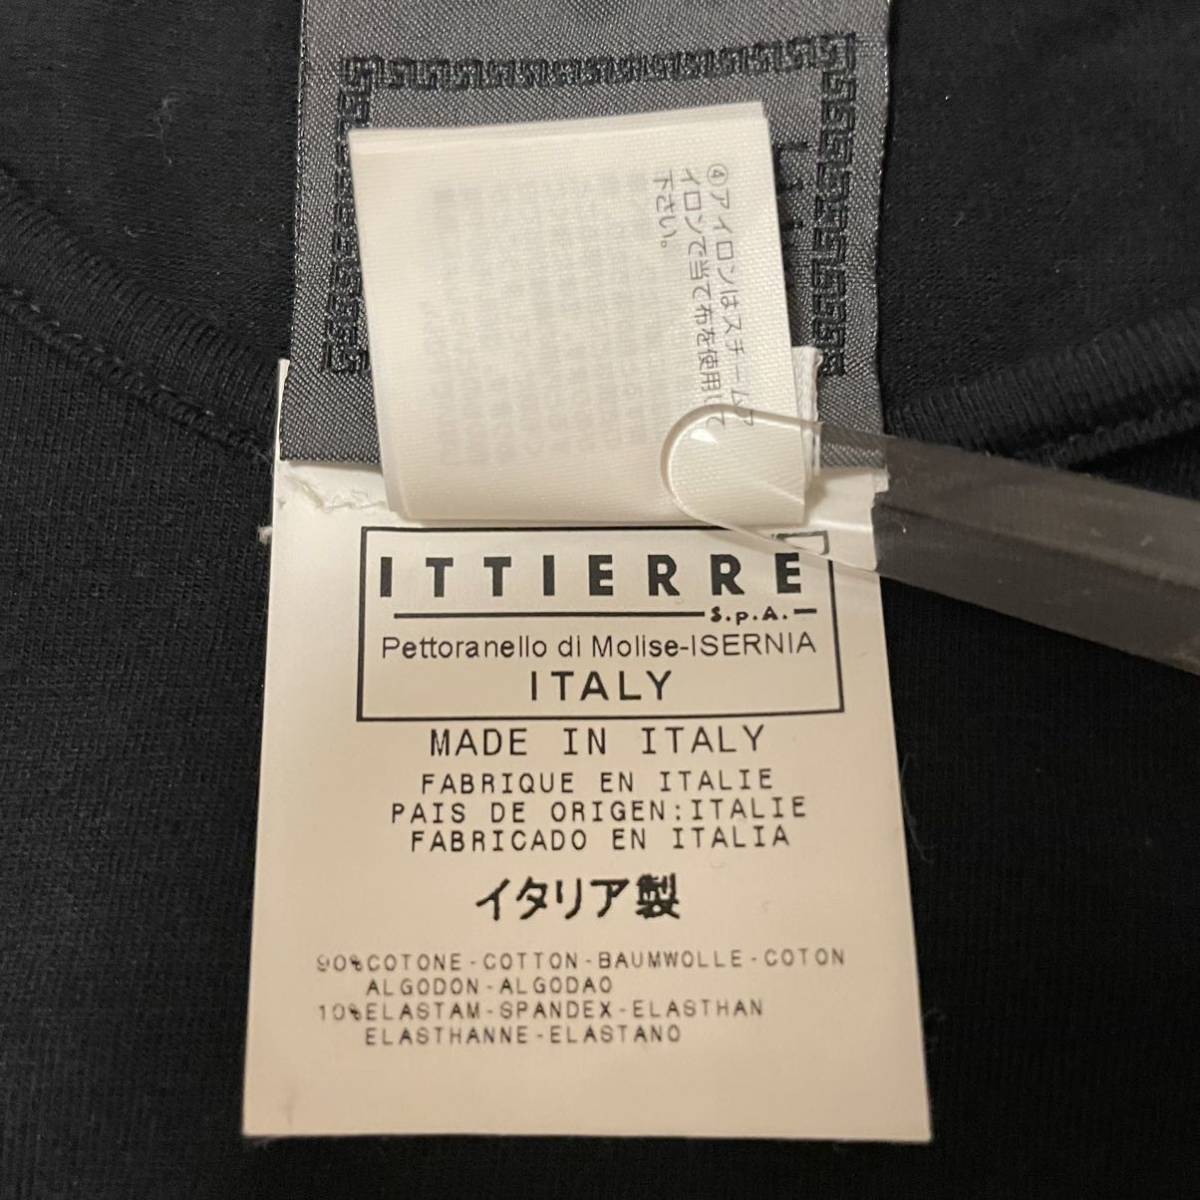 ④アイロンはスチームア
イロンで当て布を使用して
下さい。
ITTIERRE
S.p.A.
Pettoranello di Molise-ISERNIA
ITALY
MADE IN ITALY
FABRIQUE EN ITALIE
PAIS DE ORIGEN:ITALIE
FABRICADO EN ITALIA
イタリア製
90%COTONE-COTTON-BAUMWOLLE-COTON
ALGODON-ALGODAO
10%ELASTAM-SPANDEX-ELASTHAN
ELASTHANNE-ELASTANO